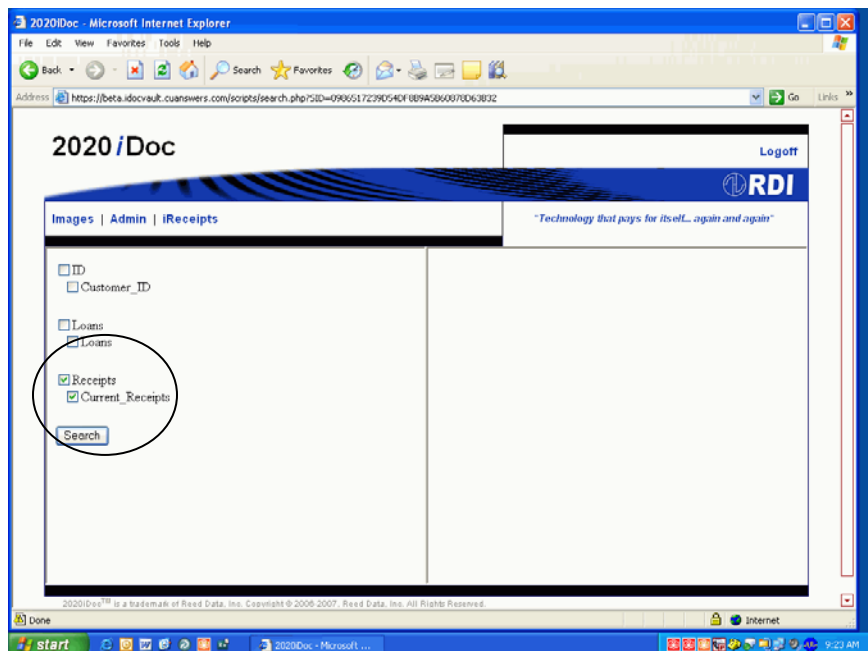 2020iDoc - Microsoft Internet Explorer
File Edit View Favorites Tools Help
Back Search Favorites
Address https://beta.idocvault.cuanswers.com/scripts/search.php?SID= Go Links »
2020 iDoc
Logoff
RDI
Images | Admin | iReceipts
"Technology that pays for itself... again and again"
ID
Customer_ID
Loans
Loans
Receipts
Current_Receipts
Search
2020iDoc™ is a trademark of Reed Data, Inc. Copyright © 2006-2007, Reed Data, Inc. All Rights Reserved.
Done Internet
start 2020iDoc - Microsoft ... 9:23 AM